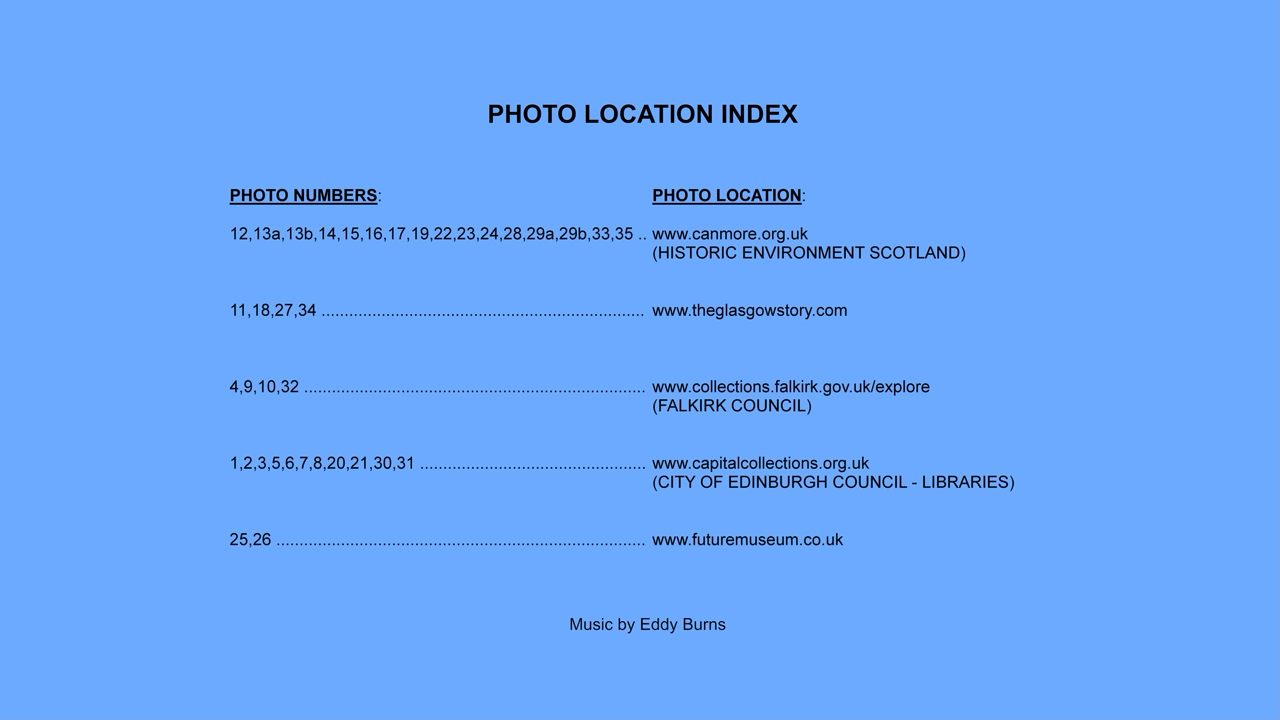 PHOTO LOCATION INDEX
PHOTO NUMBERS: PHOTO LOCATION:
12,13a,13b,14,15,16,17,19,22,23,24,28,29a,29b,33,35 .. www.canmore.org.uk
(HISTORIC ENVIRONMENT SCOTLAND)
11,18,27,34 ...................................................................... www.theglasgowstory.com
4,9,10,32 .......................................................................... www.collections.falkirk.gov.uk/explore
(FALKIRK COUNCIL)
1,2,3,5,6,7,8,20,21,30,31 ................................................. www.capitalcollections.org.uk
(CITY OF EDINBURGH COUNCIL - LIBRARIES)
25,26 ................................................................................ www.futuremuseum.co.uk
Music by Eddy Burns